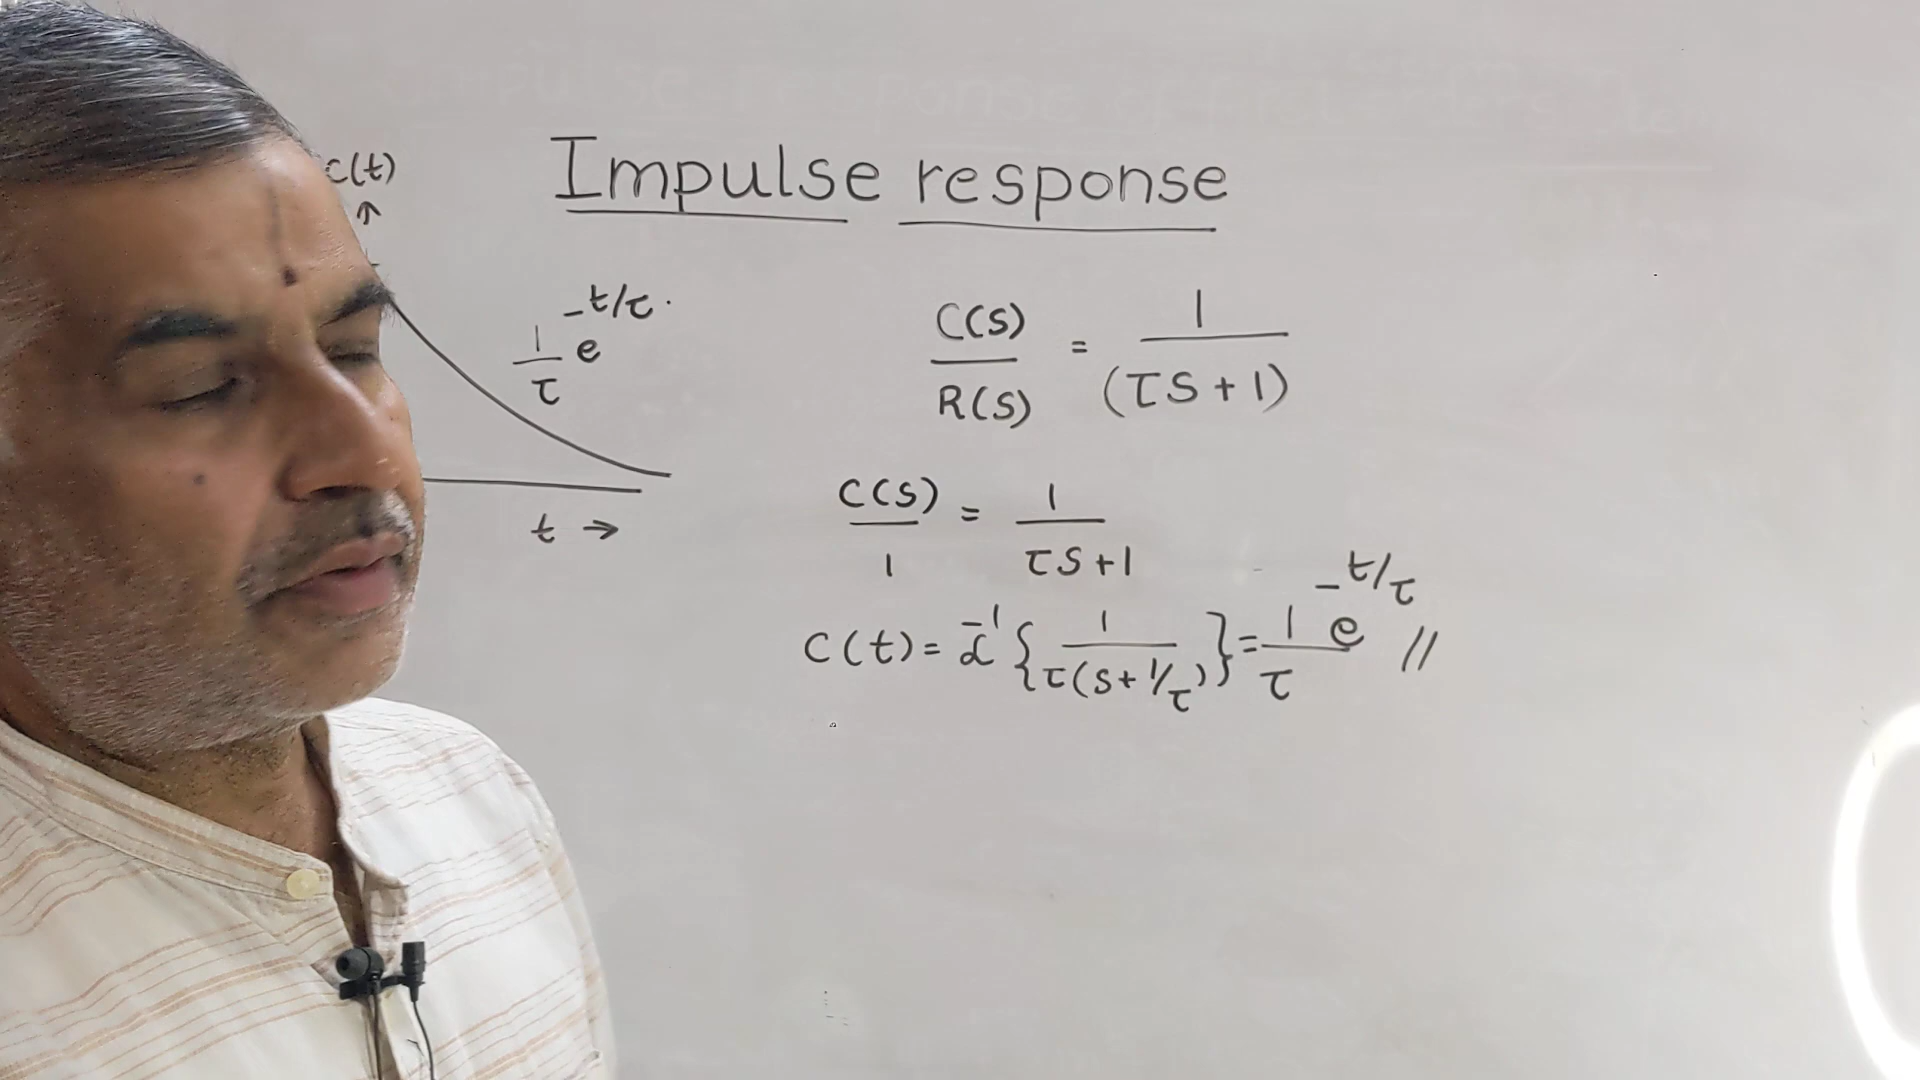 Impulse response
c(t)
↑
1/τ e^-t/τ .
t →
C(S)/R(S) = 1/(τS+1)
C(S)/1 = 1/τS+1
C(t) = L^-1 {1/τ(S+1/τ)} = 1/τ e^-t/τ //